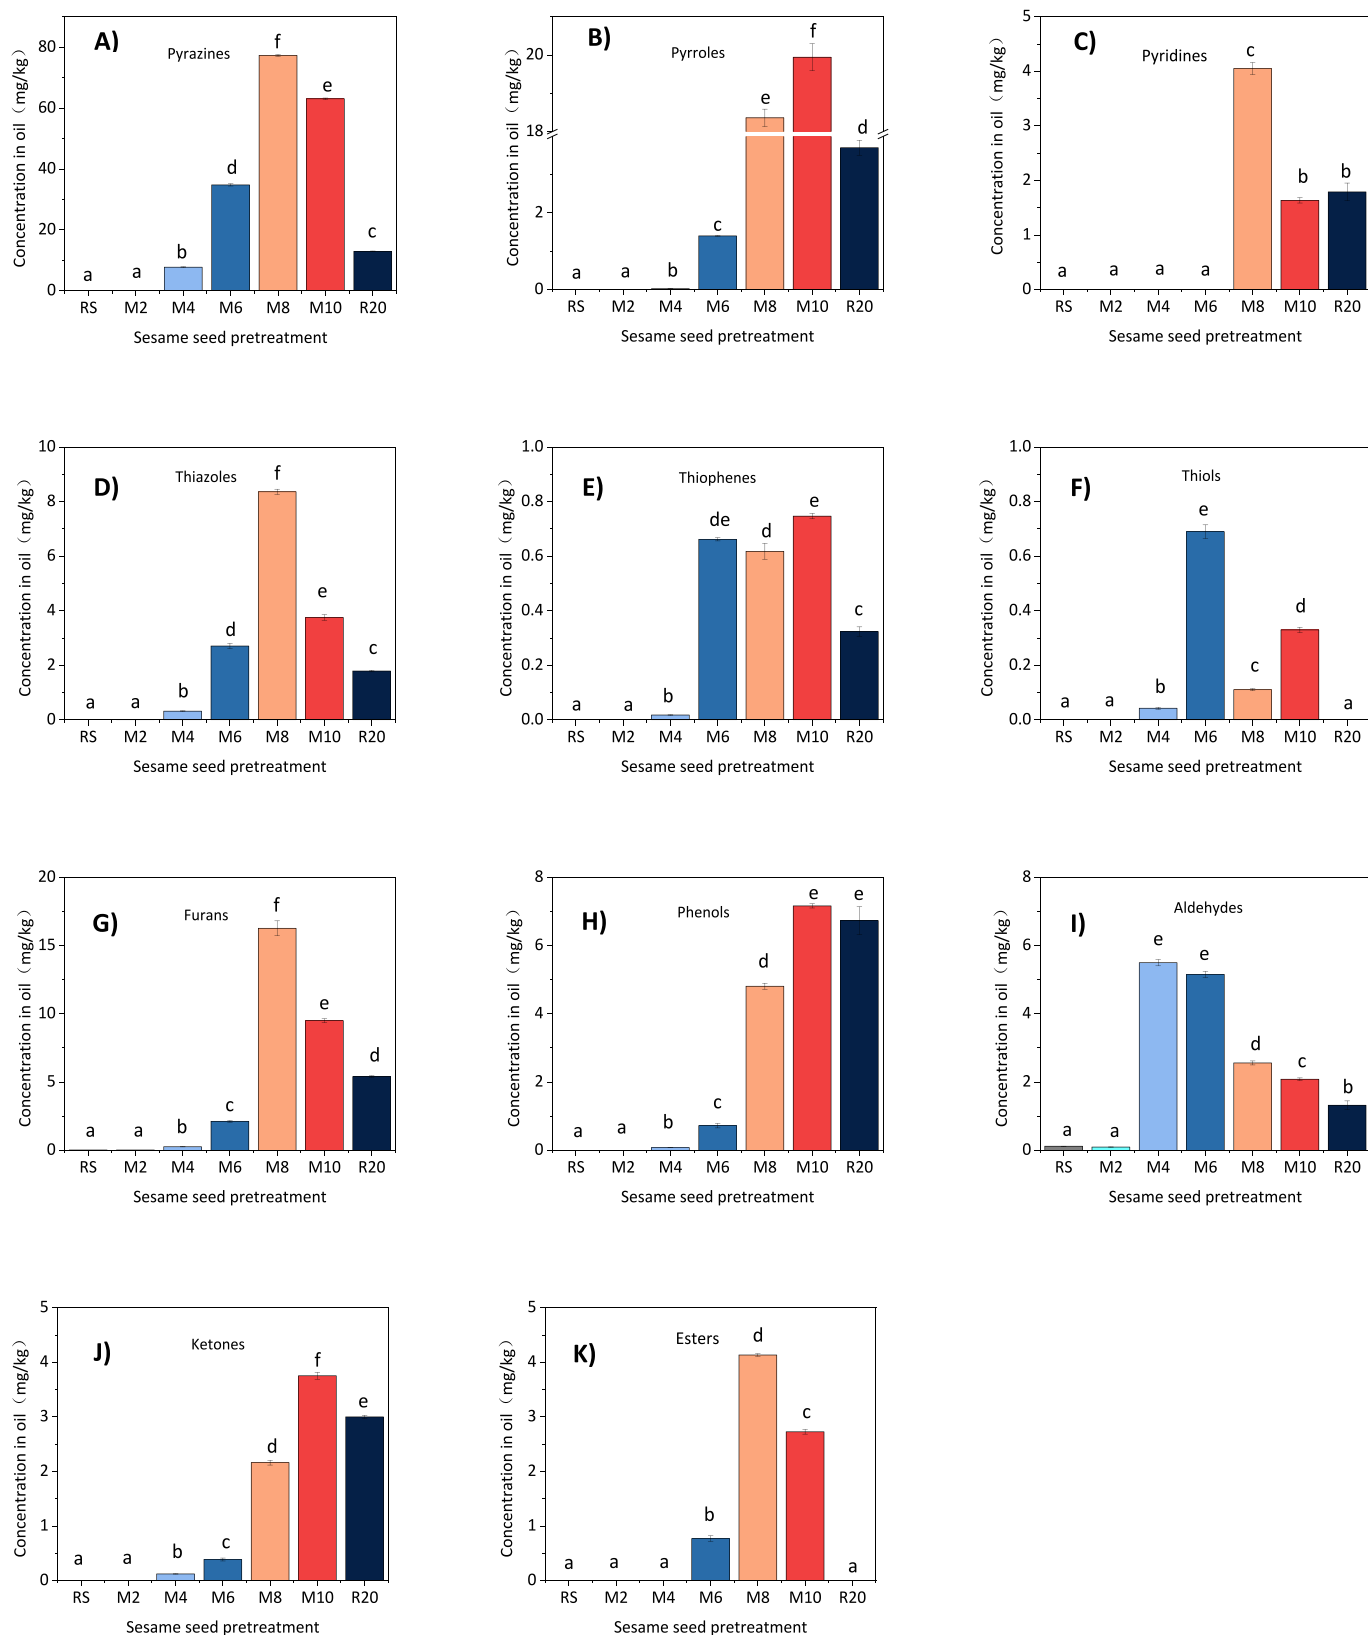 A)
Pyrazines
Concentration in oil（mg/kg）
80
60
40
20
0
f
e
d
c
b
a
a
RS M2 M4 M6 M8 M10 R20
Sesame seed pretreatment
B)
Pyrroles
Concentration in oil（mg/kg）
20
18
2
0
f
e
d
c
a
a
b
RS M2 M4 M6 M8 M10 R20
Sesame seed pretreatment
C)
Pyridines
Concentration in oil（mg/kg）
5
4
3
2
1
0
c
b
b
a
a
a
a
RS M2 M4 M6 M8 M10 R20
Sesame seed pretreatment
D)
Thiazoles
Concentration in oil（mg/kg）
10
8
6
4
2
0
f
e
d
c
b
a
a
RS M2 M4 M6 M8 M10 R20
Sesame seed pretreatment
E)
Thiophenes
Concentration in oil（mg/kg）
1.0
0.8
0.6
0.4
0.2
0.0
e
de
d
c
b
a
a
RS M2 M4 M6 M8 M10 R20
Sesame seed pretreatment
F)
Thiols
Concentration in oil（mg/kg）
1.0
0.8
0.6
0.4
0.2
0.0
e
d
c
b
a
a
a
RS M2 M4 M6 M8 M10 R20
Sesame seed pretreatment
G)
Furans
Concentration in oil（mg/kg）
20
15
10
5
0
f
e
d
c
b
a
a
RS M2 M4 M6 M8 M10 R20
Sesame seed pretreatment
H)
Phenols
Concentration in oil（mg/kg）
8
6
4
2
0
e
e
d
c
b
a
a
RS M2 M4 M6 M8 M10 R20
Sesame seed pretreatment
I)
Aldehydes
Concentration in oil（mg/kg）
8
6
4
2
0
e
e
d
c
b
a
a
RS M2 M4 M6 M8 M10 R20
Sesame seed pretreatment
J)
Ketones
Concentration in oil（mg/kg）
5
4
3
2
1
0
f
e
d
c
b
a
a
RS M2 M4 M6 M8 M10 R20
Sesame seed pretreatment
K)
Esters
Concentration in oil（mg/kg）
5
4
3
2
1
0
d
c
b
a
a
a
a
RS M2 M4 M6 M8 M10 R20
Sesame seed pretreatment